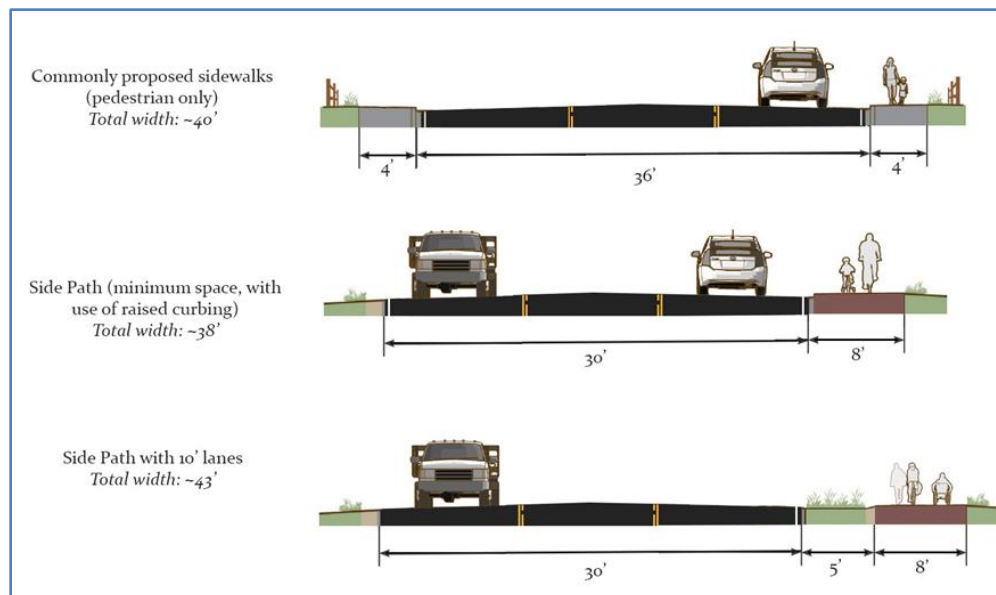 Commonly proposed sidewalks
(pedestrian only)
Total width: ~40’
4’
36’
4’
Side Path (minimum space, with
use of raised curbing)
Total width: ~38’
30’
8’
Side Path with 10’ lanes
Total width: ~43’
30’
5’
8’